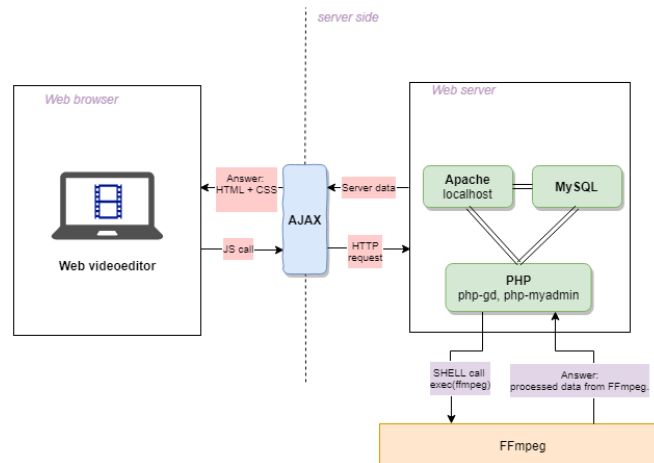 server side
Web browser
Web server
Answer:
HTML + CSS
Server data
Apache
localhost
MySQL
AJAX
JS call
HTTP
request
Web videoeditor
PHP
php-gd, php-myadmin
SHELL call
exec(ffmpeg)
Answer:
processed data from FFmpeg.
FFmpeg